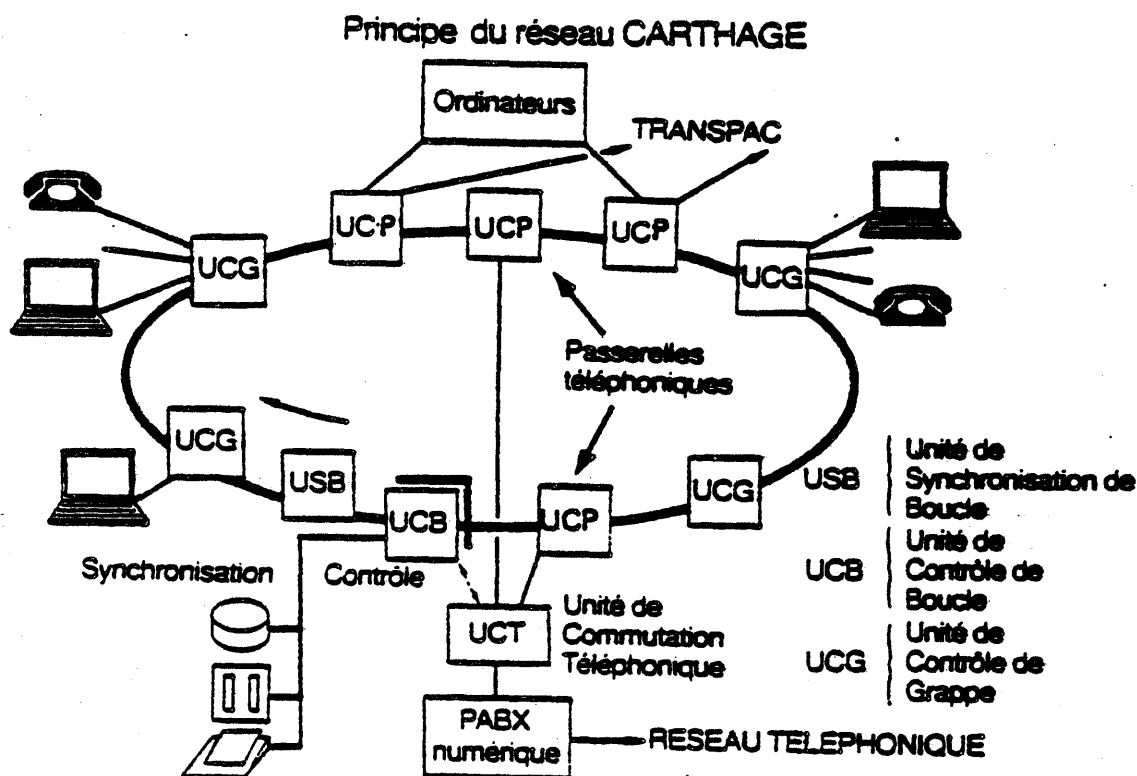 Principe du réseau CARTHAGE
Ordinateurs
TRANSPAC
UCP
UCP
UCP
UCG
UCG
Passerelles
téléphoniques
UCG
USB
UCB
UCP
UCG
Synchronisation
Contrôle
UCT
Unité de
Commutation
Téléphonique
PABX
numérique
RESEAU TELEPHONIQUE
USB
Unité de
Synchronisation de
Boucle
UCB
Unité de
Contrôle de
Boucle
UCG
Unité de
Contrôle de
Grappe